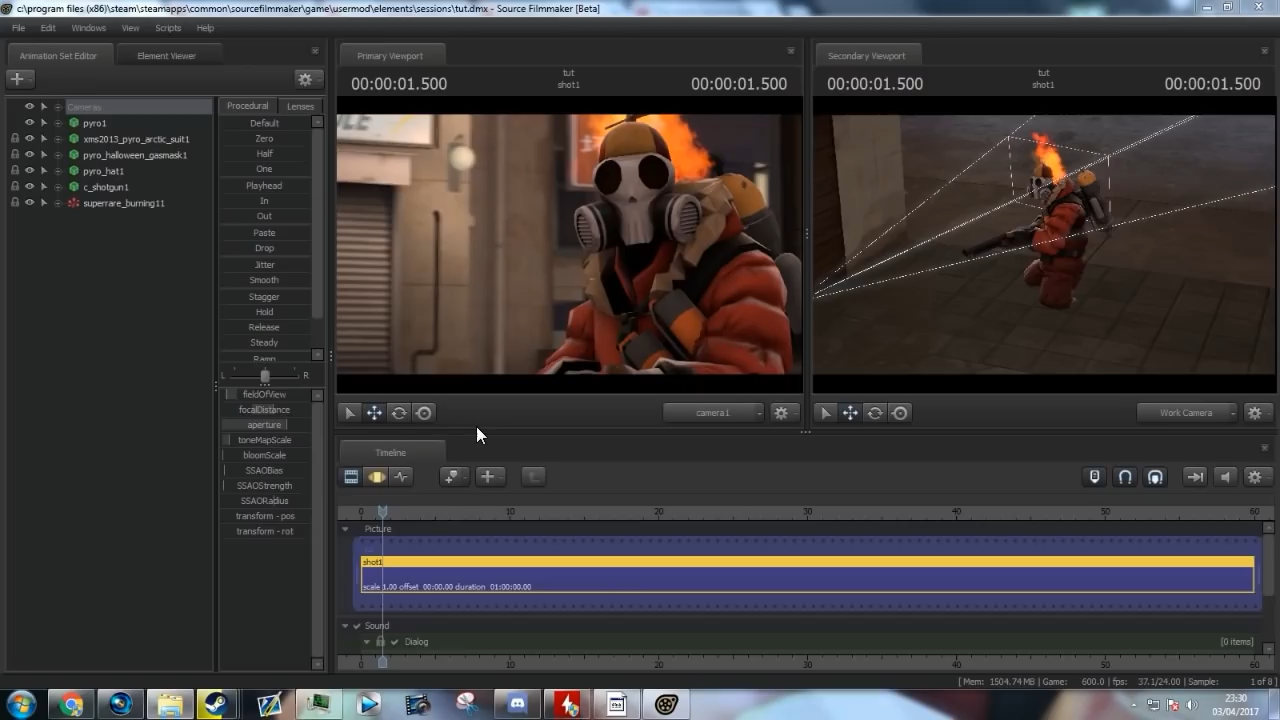 c:\program files (x86)\steam\steamapps\common\sourcefilmmaker\game\usermod\elements\sessions\tut.dmx - Source Filmmaker [Beta]
File Edit Windows View Scripts Help
Animation Set Editor Element Viewer
Primary Viewport
Secondary Viewport
00:00:01.500 tut shot1 00:00:01.500
00:00:01.500 tut shot1 00:00:01.500
Cameras
pyro1
xms2013_pyro_arctic_suit1
pyro_halloween_gasmask1
pyro_hat1
c_shotgun1
superrare_burning11
Procedural Lenses
Default
Zero
Half
One
Playhead
In
Out
Paste
Drop
Jitter
Smooth
Stagger
Hold
Release
Steady
Ramp
L R
fieldOfView
focalDistance
aperture
toneMapScale
bloomScale
SSAOBias
SSAOStrength
SSAORadius
transform - pos
transform - rot
camera1
Work Camera
Timeline
0 10 20 30 40 50 60
Picture
shot1
scale 1.00 offset 00:00.00 duration 01:00:00.00
Sound
Dialog [0 items]
0 10 20 30 40 50 60
[ Mem: 1504.74 MB | Game: 600.0 | fps: 37.1/24.00 | Sample: 1 of 8 ]
23:30
03/04/2017